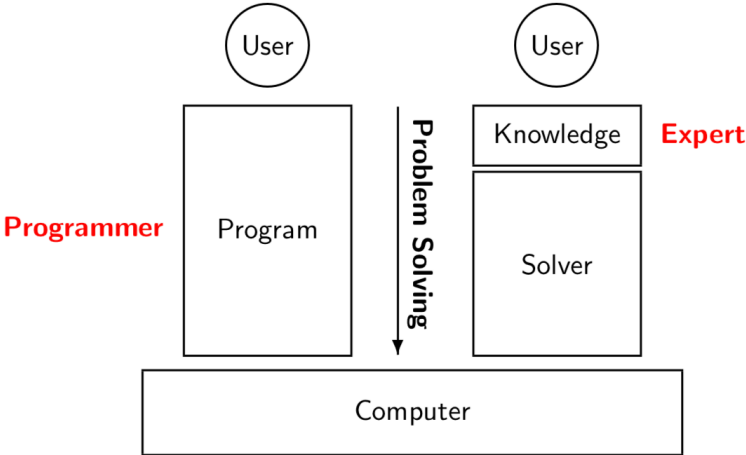 User
User
Knowledge
Expert
Programmer
Program
Problem Solving
Solver
Computer